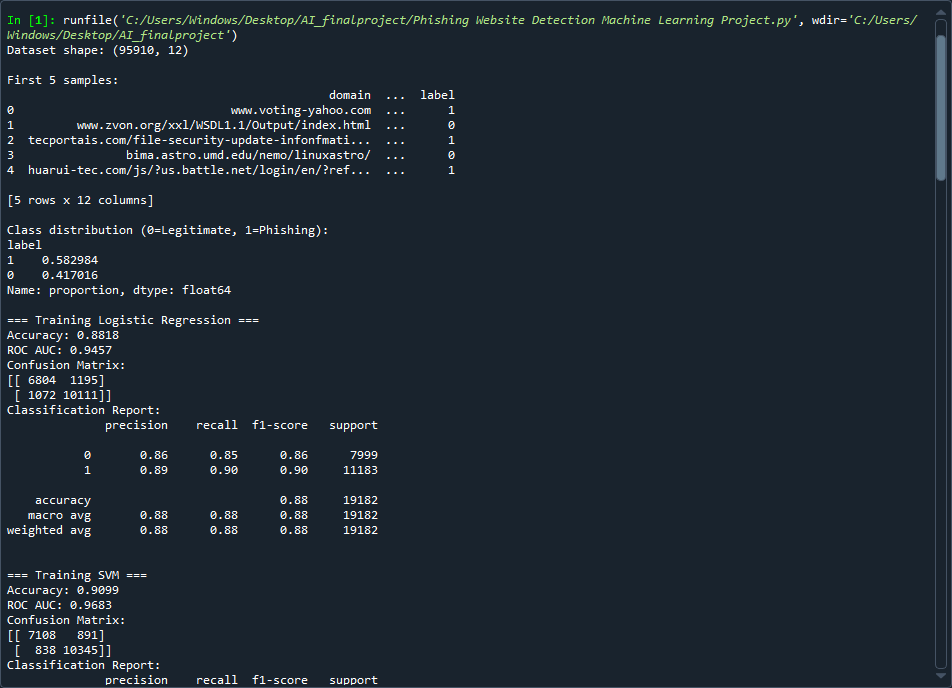 In [1]: runfile('C:/Users/Windows/Desktop/AI_finalproject/Phishing Website Detection Machine Learning Project.py', wdir='C:/Users/
Windows/Desktop/AI_finalproject')
Dataset shape: (95910, 12)
First 5 samples:
domain ... label
0 www.voting-yahoo.com ... 1
1 www.zvon.org/xxl/WSDL1.1/Output/index.html ... 0
2 tecportais.com/file-security-update-infonfmati... ... 1
3 bima.astro.umd.edu/nemo/linuxastro/ ... 0
4 huarui-tec.com/js/?us.battle.net/login/en/?ref... ... 1
[5 rows x 12 columns]
Class distribution (0=Legitimate, 1=Phishing):
label
1 0.582984
0 0.417016
Name: proportion, dtype: float64
=== Training Logistic Regression ===
Accuracy: 0.8818
ROC AUC: 0.9457
Confusion Matrix:
[[ 6804 1195]
[ 1072 10111]]
Classification Report:
precision recall f1-score support
0 0.86 0.85 0.86 7999
1 0.89 0.90 0.90 11183
accuracy 0.88 19182
macro avg 0.88 0.88 0.88 19182
weighted avg 0.88 0.88 0.88 19182
=== Training SVM ===
Accuracy: 0.9099
ROC AUC: 0.9683
Confusion Matrix:
[[ 7108 891]
[ 838 10345]]
Classification Report:
precision recall f1-score support